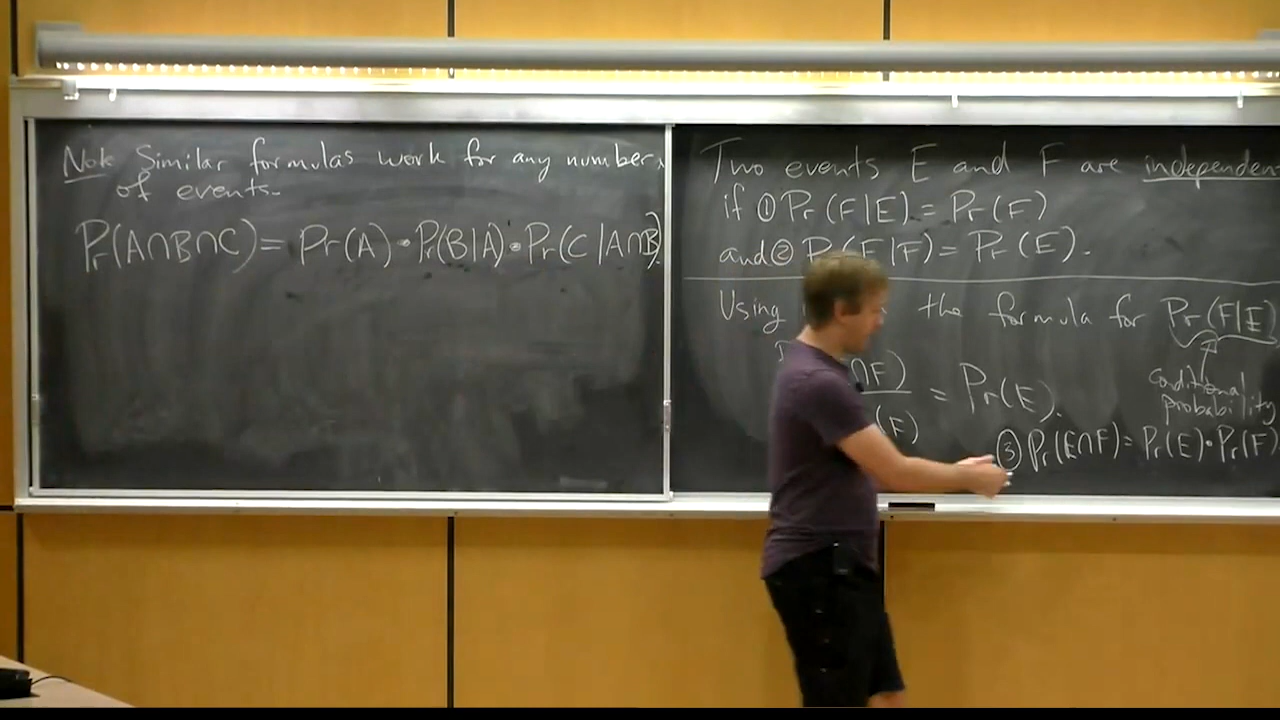 Note Similar formulas work for any number
of events.
Pr(A∩B∩C) = Pr(A) · Pr(B|A) · Pr(C|A∩B).
Two events E and F are independent
if ① Pr(F|E) = Pr(F)
and ② Pr(E|F) = Pr(E).
Using the formula for Pr(F|E)
∩F)
(F) = Pr(E).
conditional
probability
③ Pr(E∩F) = Pr(E)·Pr(F)